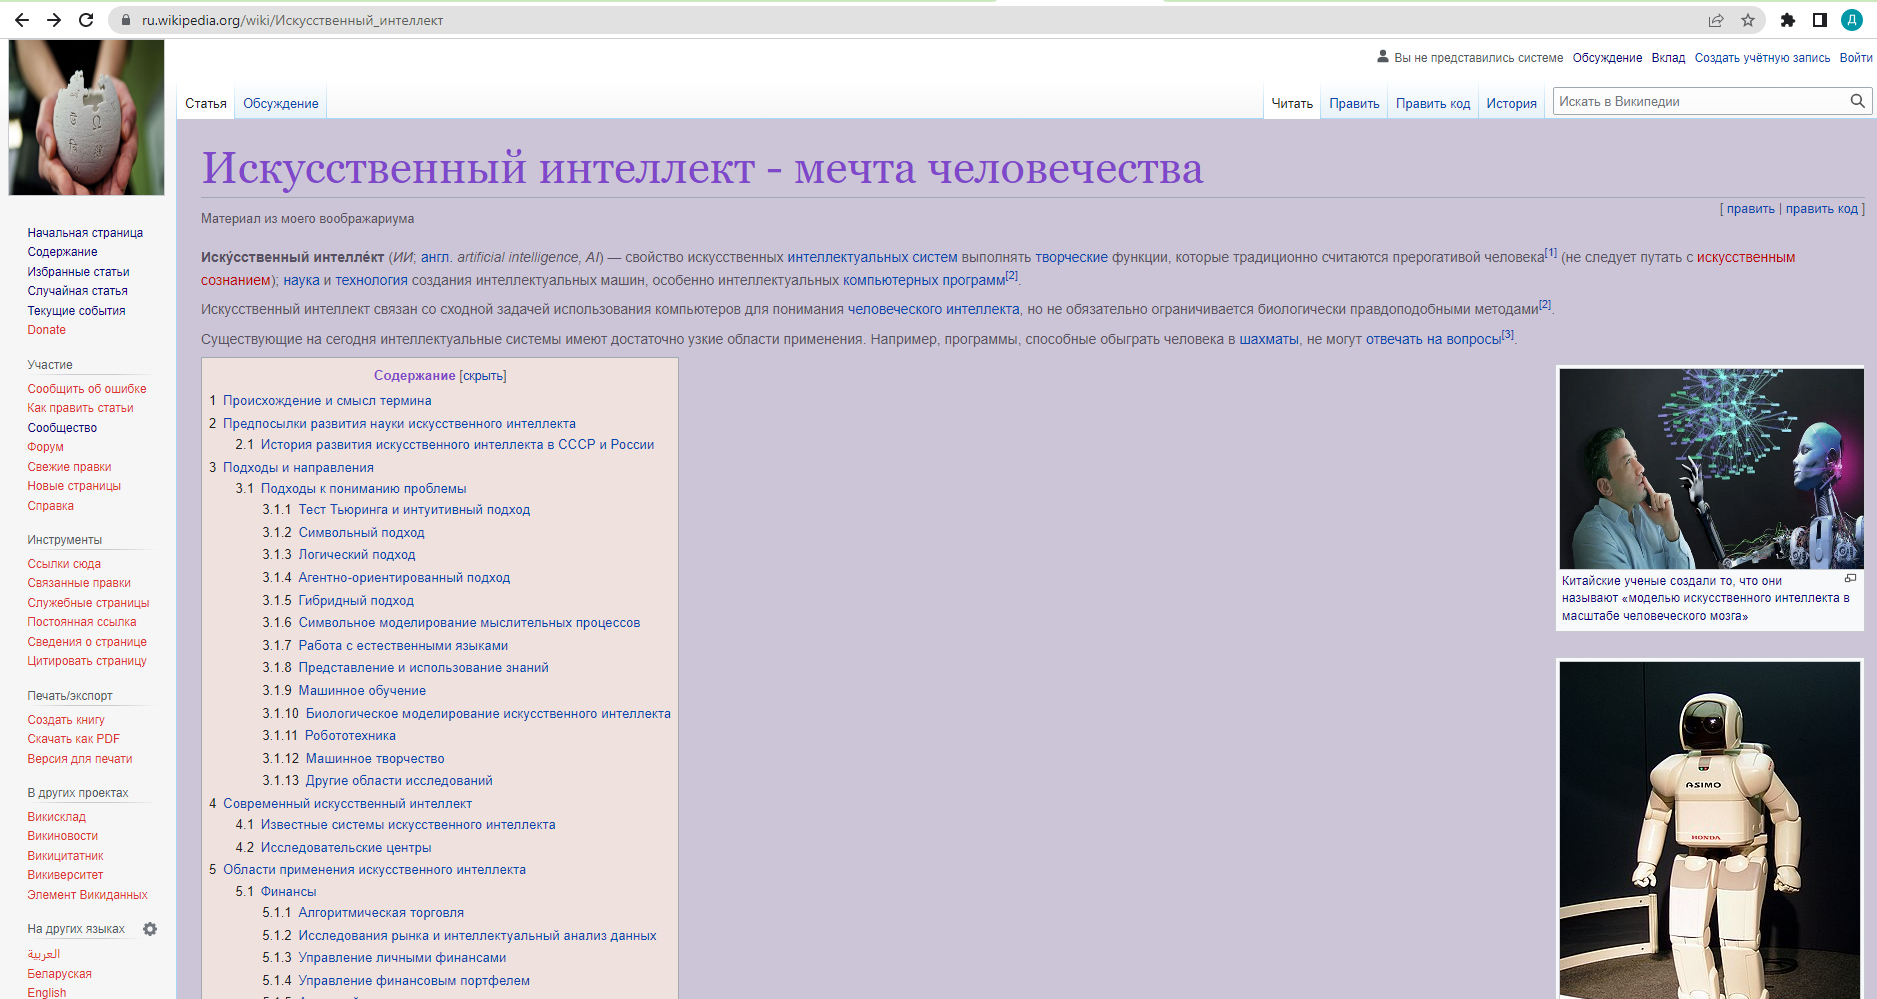 ru.wikipedia.org/wiki/Искусственный_интеллект
Д
Вы не представились системе Обсуждение Вклад Создать учётную запись Войти
Статья Обсуждение Читать Править Править код История Искать в Википедии
Искусственный интеллект - мечта человечества
[ править | править код ]
Материал из моего воображариума
Иску́сственный интелле́кт (ИИ; англ. artificial intelligence, AI) — свойство искусственных интеллектуальных систем выполнять творческие функции, которые традиционно считаются прерогативой человека[1] (не следует путать с искусственным
сознанием); наука и технология создания интеллектуальных машин, особенно интеллектуальных компьютерных программ[2].
Искусственный интеллект связан со сходной задачей использования компьютеров для понимания человеческого интеллекта, но не обязательно ограничивается биологически правдоподобными методами[2].
Существующие на сегодня интеллектуальные системы имеют достаточно узкие области применения. Например, программы, способные обыграть человека в шахматы, не могут отвечать на вопросы[3].
Начальная страница
Содержание
Избранные статьи
Случайная статья
Текущие события
Donate
Участие
Сообщить об ошибке
Как править статьи
Сообщество
Форум
Свежие правки
Новые страницы
Справка
Инструменты
Ссылки сюда
Связанные правки
Служебные страницы
Постоянная ссылка
Сведения о странице
Цитировать страницу
Печать/экспорт
Создать книгу
Скачать как PDF
Версия для печати
В других проектах
Викисклад
Викиновости
Викицитатник
Викиверситет
Элемент Викиданных
На других языках
العربية
Беларуская
English
Содержание [скрыть]
1 Происхождение и смысл термина
2 Предпосылки развития науки искусственного интеллекта
2.1 История развития искусственного интеллекта в СССР и России
3 Подходы и направления
3.1 Подходы к пониманию проблемы
3.1.1 Тест Тьюринга и интуитивный подход
3.1.2 Символьный подход
3.1.3 Логический подход
3.1.4 Агентно-ориентированный подход
3.1.5 Гибридный подход
3.1.6 Символьное моделирование мыслительных процессов
3.1.7 Работа с естественными языками
3.1.8 Представление и использование знаний
3.1.9 Машинное обучение
3.1.10 Биологическое моделирование искусственного интеллекта
3.1.11 Робототехника
3.1.12 Машинное творчество
3.1.13 Другие области исследований
4 Современный искусственный интеллект
4.1 Известные системы искусственного интеллекта
4.2 Исследовательские центры
5 Области применения искусственного интеллекта
5.1 Финансы
5.1.1 Алгоритмическая торговля
5.1.2 Исследования рынка и интеллектуальный анализ данных
5.1.3 Управление личными финансами
5.1.4 Управление финансовым портфелем
Китайские ученые создали то, что они
называют «моделью искусственного интеллекта в
масштабе человеческого мозга»
ASIMO
HONDA